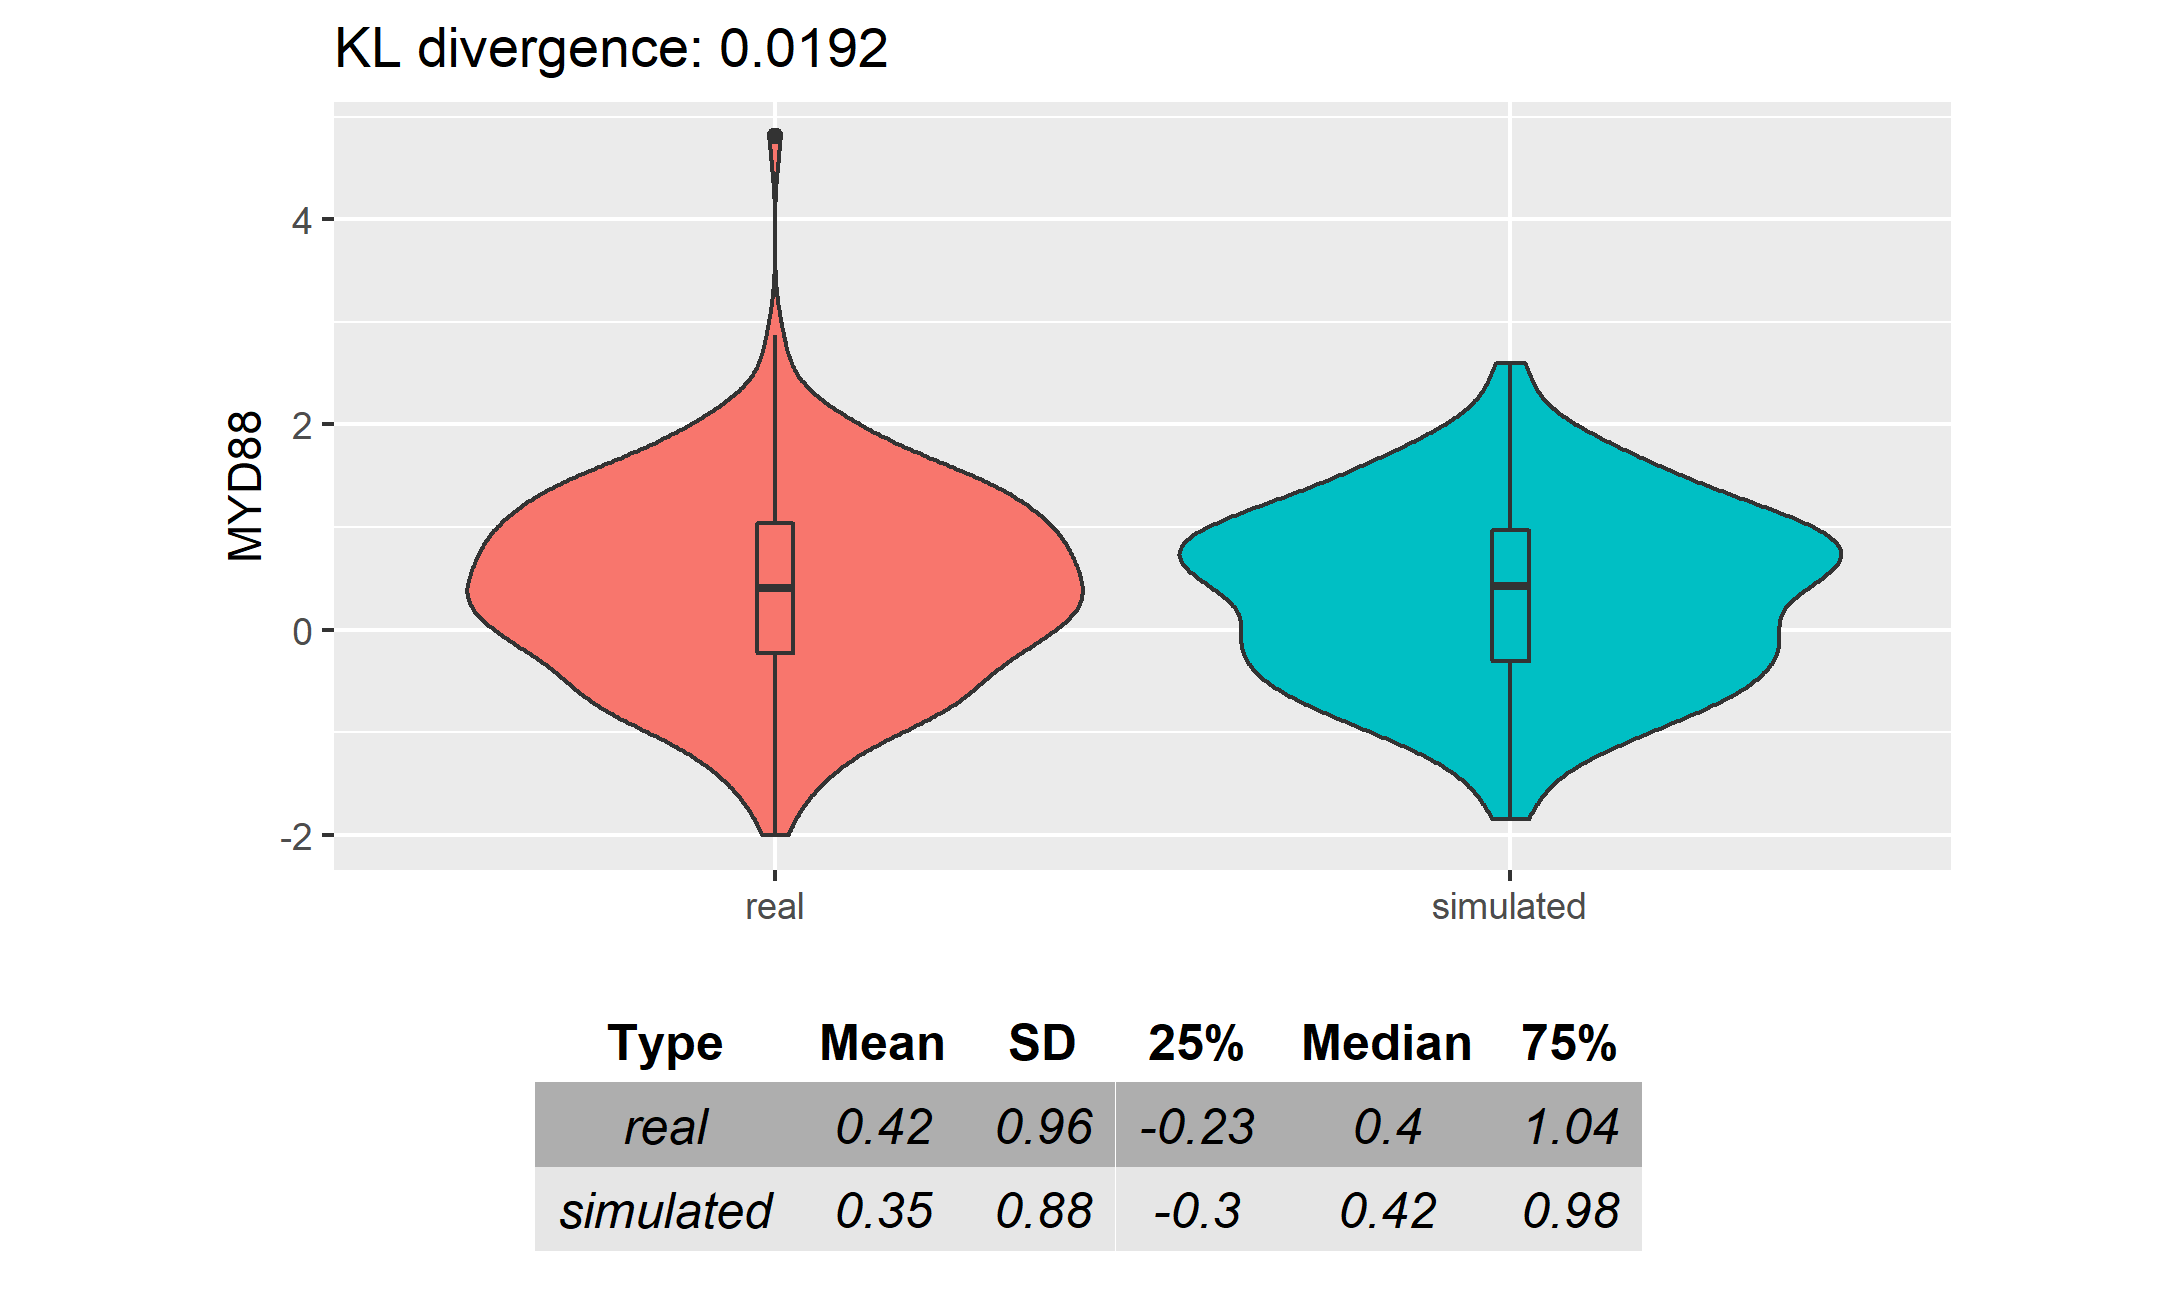 KL divergence: 0.0192
MYD88
4
2
0
-2
real simulated
Type Mean SD 25% Median 75%
real 0.42 0.96 -0.23 0.4 1.04
simulated 0.35 0.88 -0.3 0.42 0.98